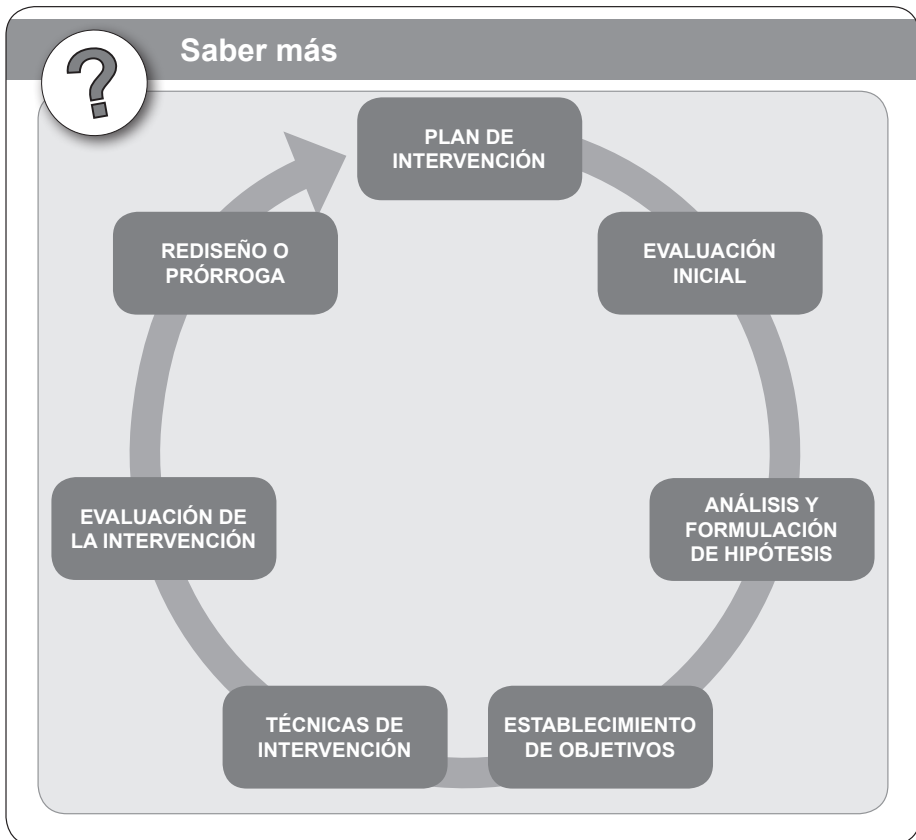 ?
Saber más
PLAN DE
INTERVENCIÓN
EVALUACIÓN
INICIAL
ANÁLISIS Y
FORMULACIÓN
DE HIPÓTESIS
ESTABLECIMIENTO
DE OBJETIVOS
TÉCNICAS DE
INTERVENCIÓN
EVALUACIÓN DE
LA INTERVENCIÓN
REDISEÑO O
PRÓRROGA